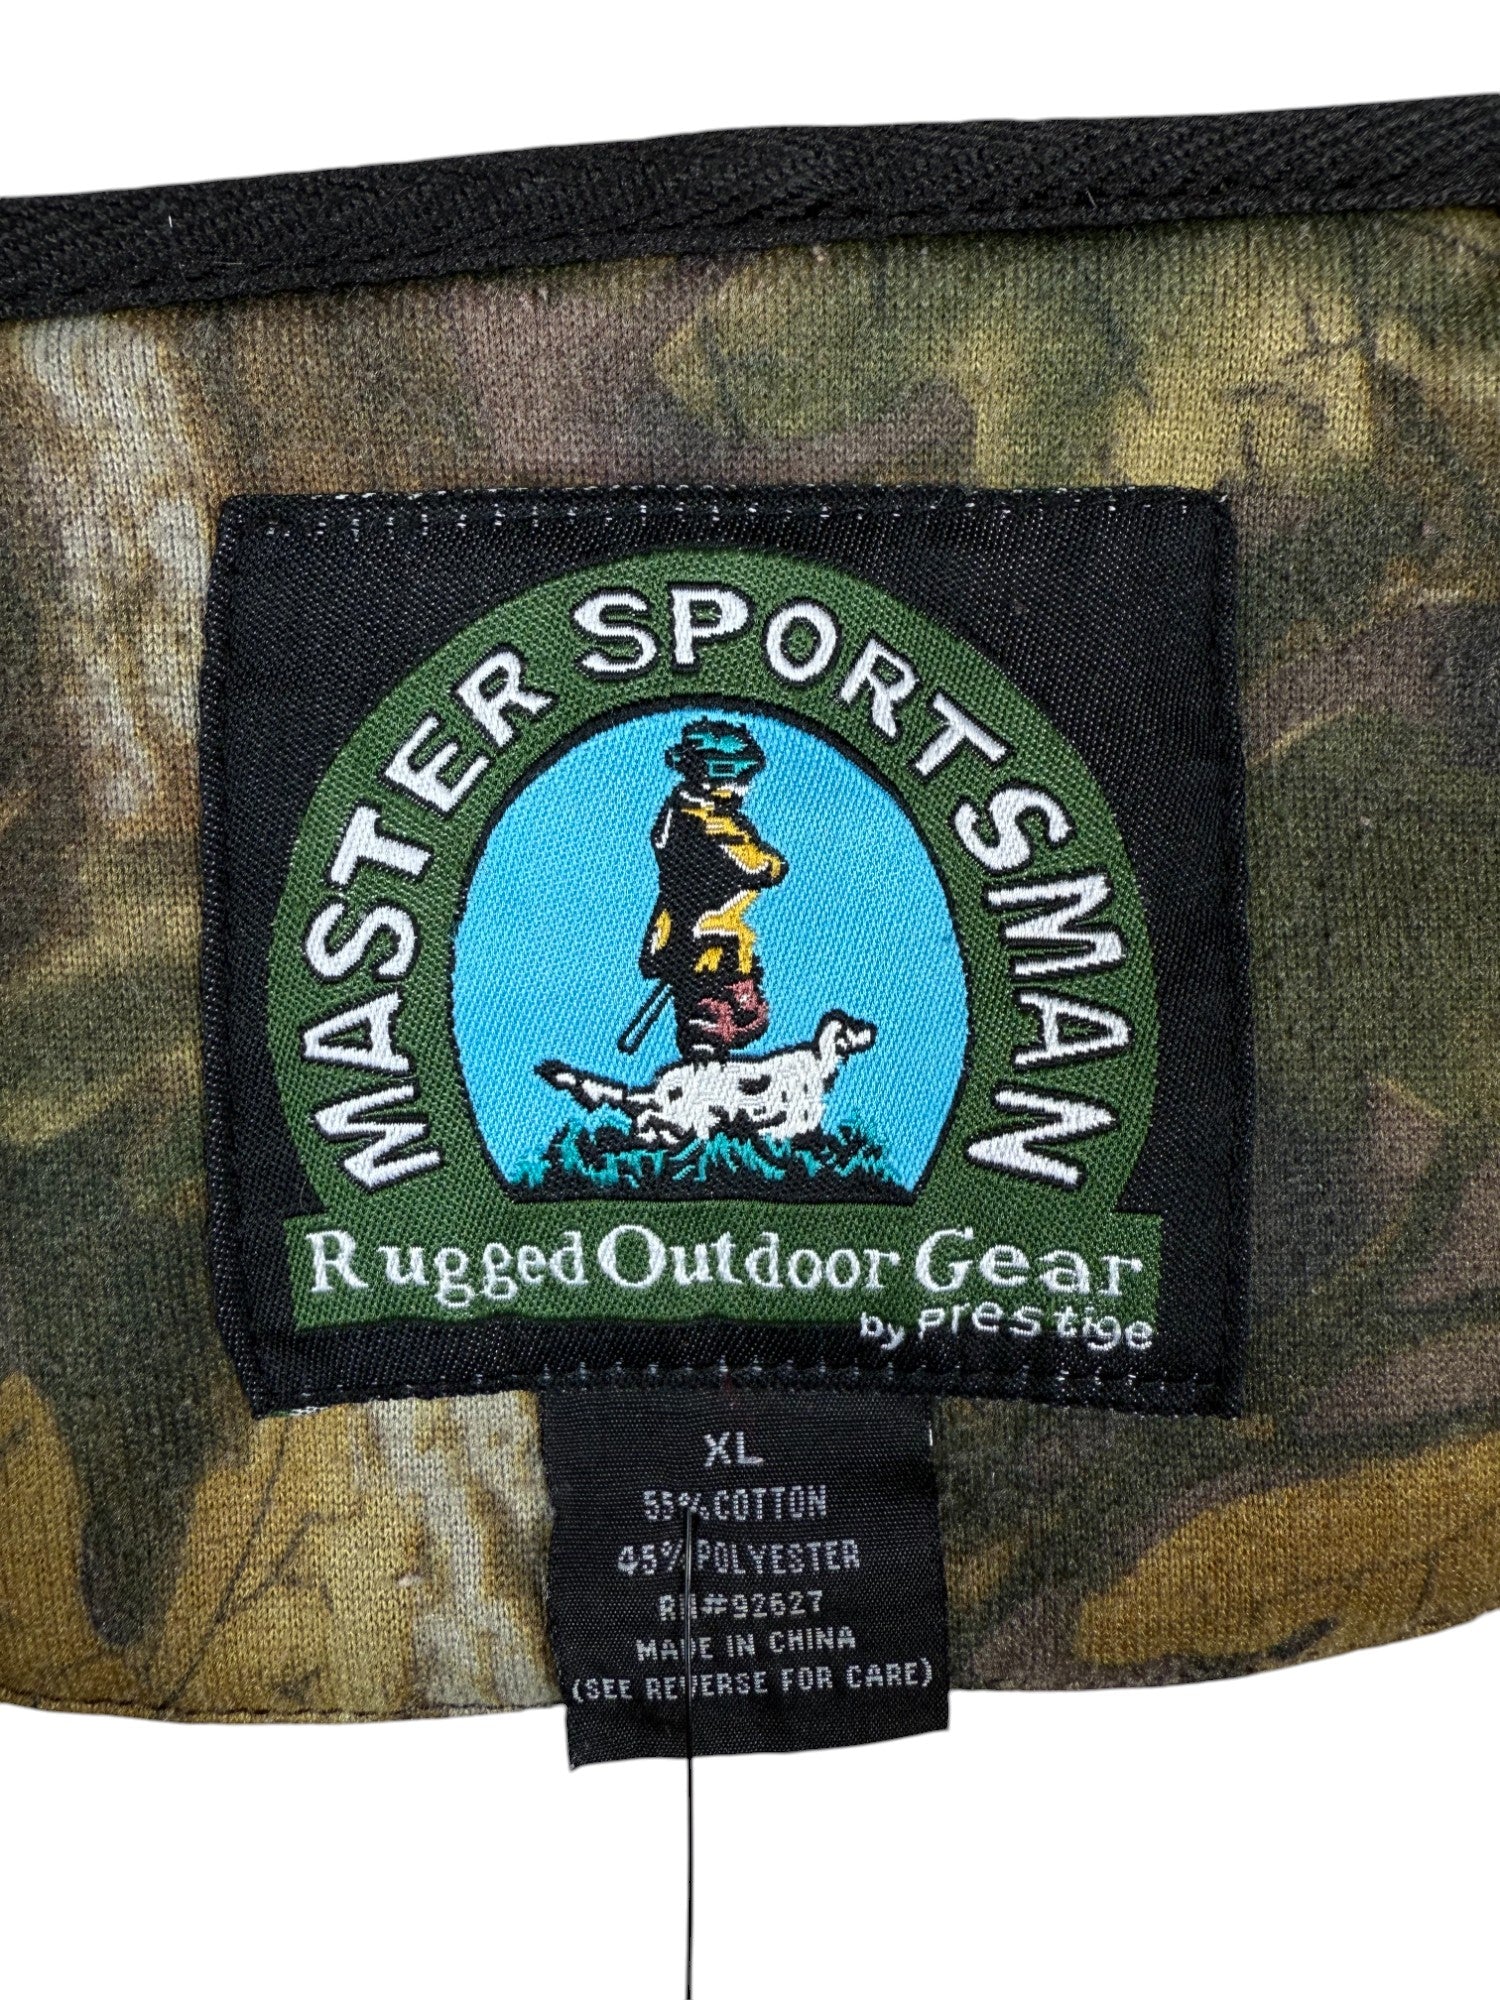 MASTER SPORTSMAN
Rugged Outdoor Gear
by Prestige
XL
55% COTTON
45% POLYESTER
RN#92627
MADE IN CHINA
(SEE REVERSE FOR CARE)